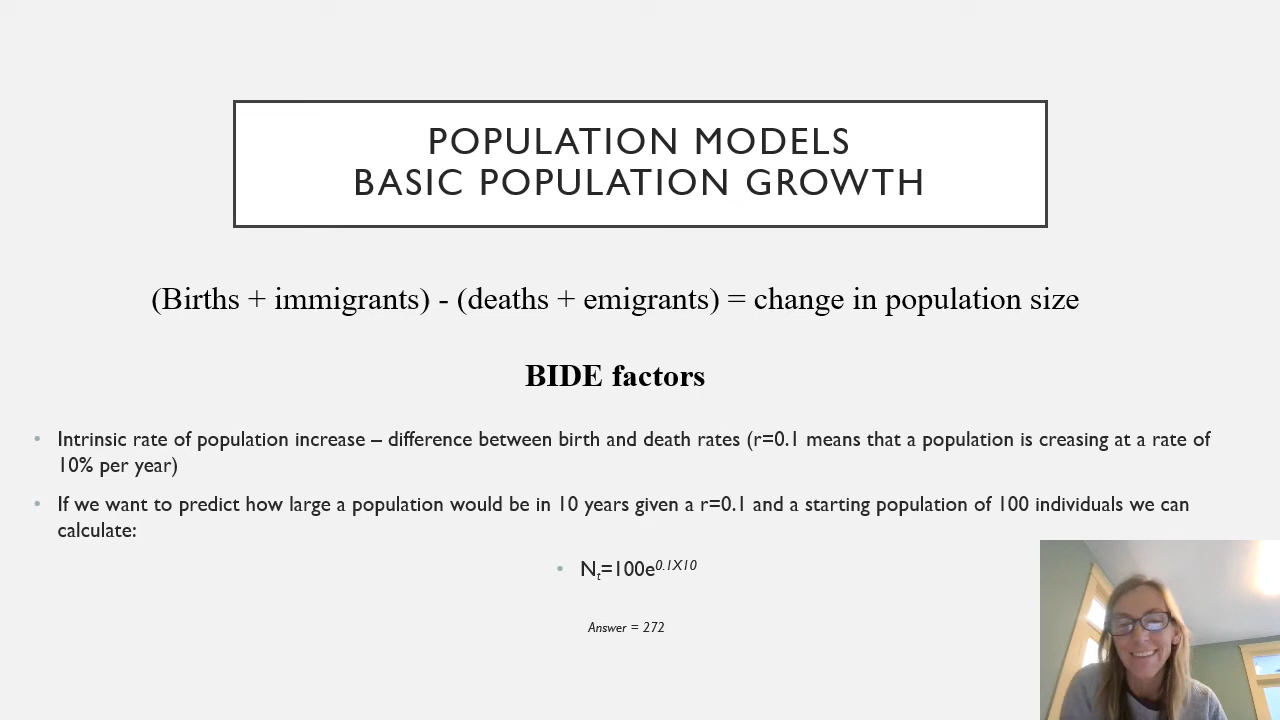 POPULATION MODELS
BASIC POPULATION GROWTH
(Births + immigrants) - (deaths + emigrants) = change in population size
BIDE factors
• Intrinsic rate of population increase – difference between birth and death rates (r=0.1 means that a population is creasing at a rate of
10% per year)
• If we want to predict how large a population would be in 10 years given a r=0.1 and a starting population of 100 individuals we can
calculate:
• Nₜ=100e^0.1X10
Answer = 272